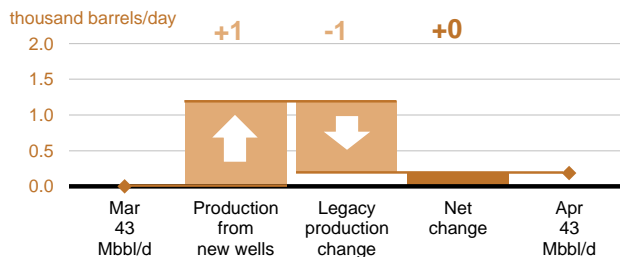 thousand barrels/day
+1 -1 +0
2.0
1.5
1.0
0.5
0.0
Mar
43
Mbbl/d
Production
from
new wells
Legacy
production
change
Net
change
Apr
43
Mbbl/d